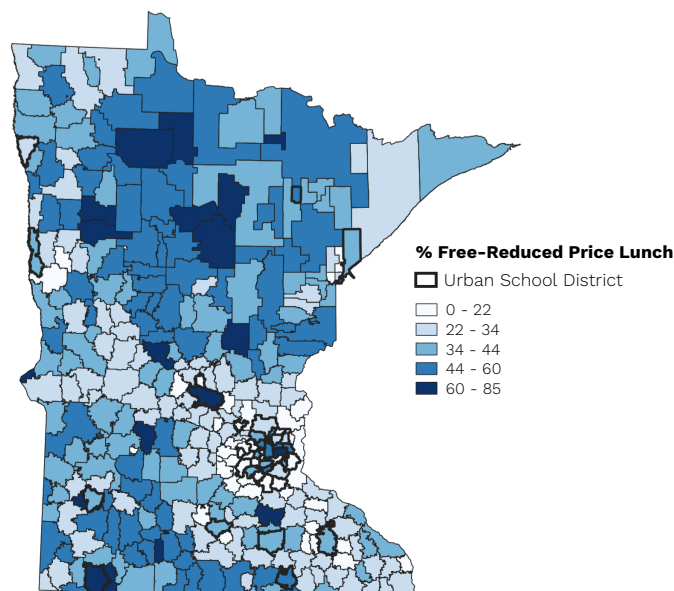 % Free-Reduced Price Lunch
Urban School District
0 - 22
22 - 34
34 - 44
44 - 60
60 - 85